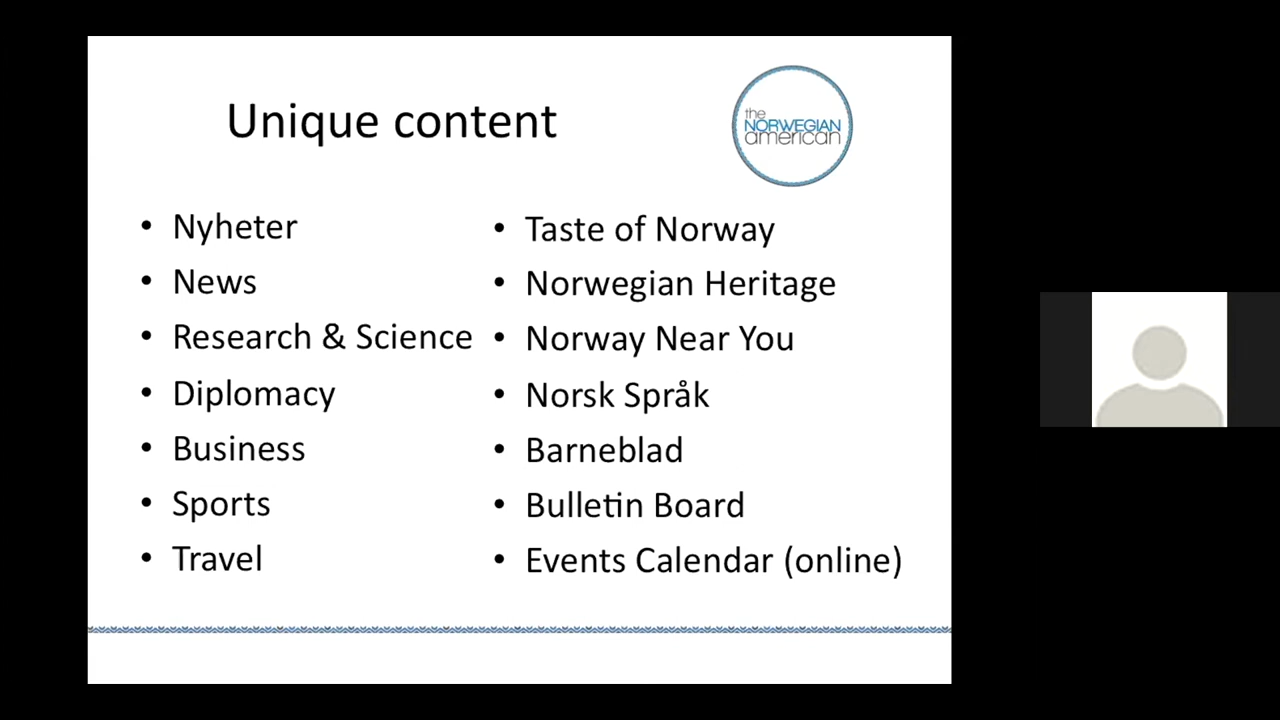 Unique content
the
NORWEGIAN
american
• Nyheter
• News
• Research & Science
• Diplomacy
• Business
• Sports
• Travel
• Taste of Norway
• Norwegian Heritage
• Norway Near You
• Norsk Språk
• Barneblad
• Bulletin Board
• Events Calendar (online)